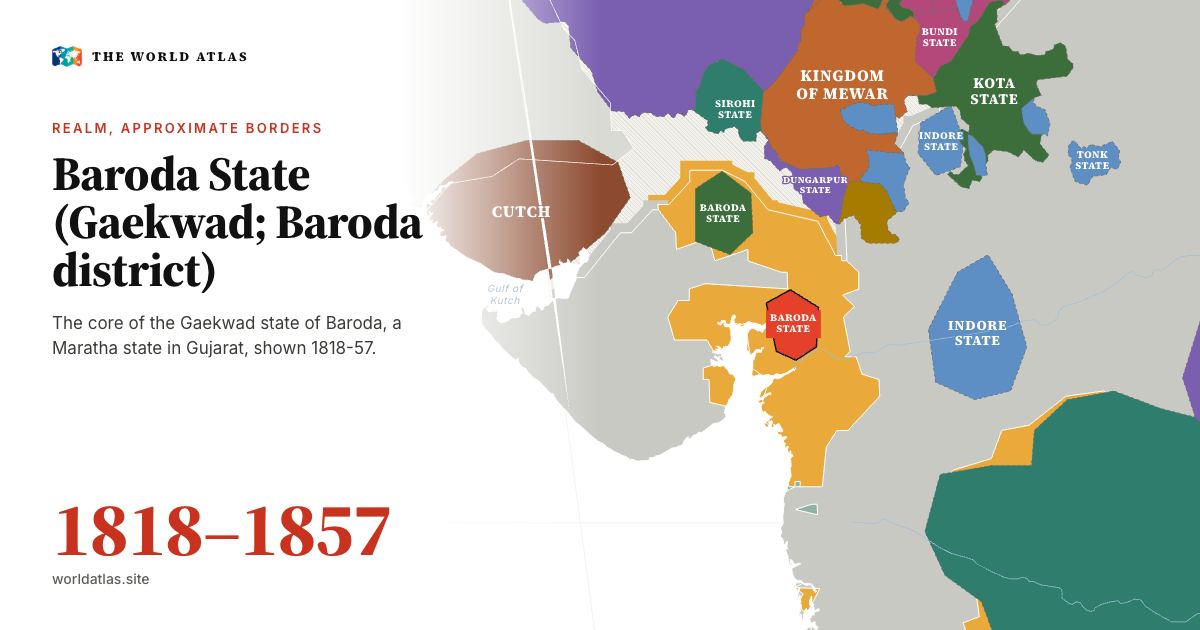 THE WORLD ATLAS
REALM, APPROXIMATE BORDERS
Baroda State
(Gaekwad; Baroda
district)
The core of the Gaekwad state of Baroda, a
Maratha state in Gujarat, shown 1818-57.
1818–1857
worldatlas.site
BUNDI
STATE
KINGDOM
OF MEWAR
KOTA
STATE
SIROHI
STATE
INDORE
STATE
TONK
STATE
DUNGARPUR
STATE
CUTCH
BARODA
STATE
Gulf of
Kutch
BARODA
STATE
INDORE
STATE